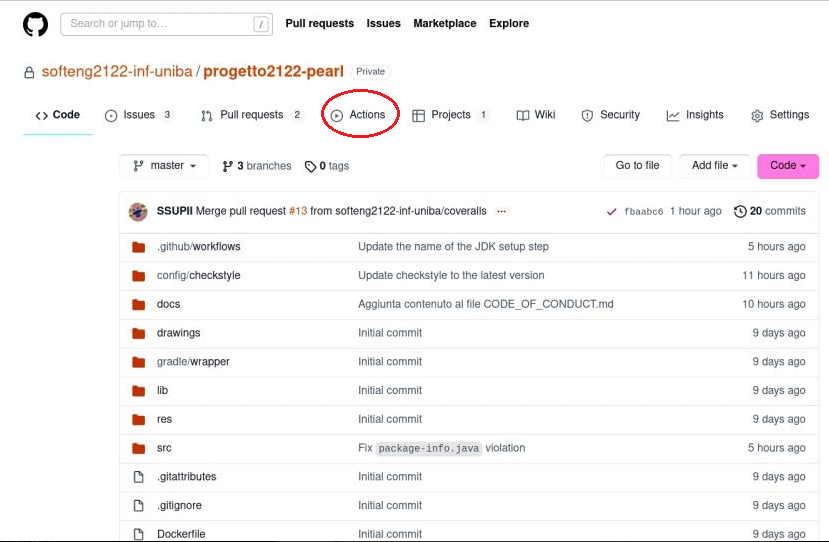 Search or jump to… / Pull requests Issues Marketplace Explore
softeng2122-inf-uniba / progetto2122-pearl Private
Code Issues 3 Pull requests 2 Actions Projects 1 Wiki Security Insights Settings
master 3 branches 0 tags Go to file Add file Code
SSUPII Merge pull request #13 from softeng2122-inf-uniba/coveralls ... fbaabc6 1 hour ago 20 commits
.github/workflows Update the name of the JDK setup step 5 hours ago
config/checkstyle Update checkstyle to the latest version 11 hours ago
docs Aggiunta contenuto al file CODE_OF_CONDUCT.md 10 hours ago
drawings Initial commit 9 days ago
gradle/wrapper Initial commit 9 days ago
lib Initial commit 9 days ago
res Initial commit 9 days ago
src Fix package-info.java violation 5 hours ago
.gitattributes Initial commit 9 days ago
.gitignore Initial commit 9 days ago
Dockerfile Initial commit 9 days ago